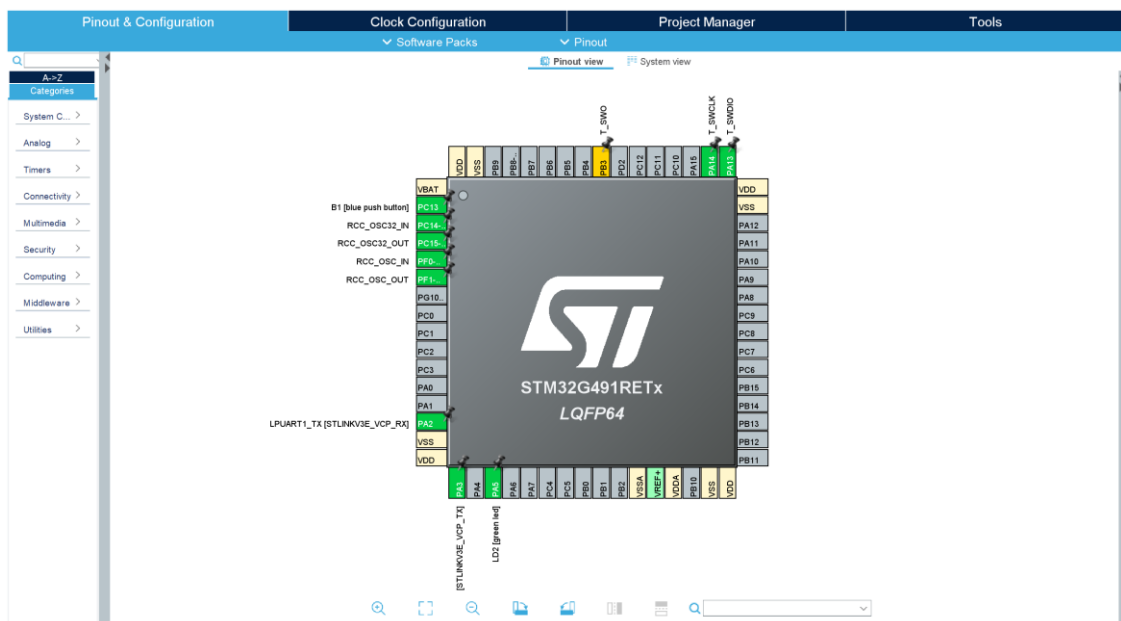 Pinout & Configuration
Clock Configuration
Project Manager
Tools
Software Packs
Pinout
Pinout view
System view
A->Z
Categories
System C...
Analog
Timers
Connectivity
Multimedia
Security
Computing
Middleware
Utilities
T_SWO
T_SWCLK
T_SWDIO
VDD
VSS
PB9
PB8-..
PB7
PB6
PB5
PB4
PB3
PD2
PC12
PC11
PC10
PA15
PA14..
PA13
VBAT
B1 [blue push button] PC13
RCC_OSC32_IN PC14-..
RCC_OSC32_OUT PC15-..
RCC_OSC_IN PF0-..
RCC_OSC_OUT PF1-..
PG10..
PC0
PC1
PC2
PC3
PA0
PA1
LPUART1_TX [STLINKV3E_VCP_RX] PA2
VSS
VDD
ST
STM32G491RETx
LQFP64
VDD
VSS
PA12
PA11
PA10
PA9
PA8
PC9
PC8
PC7
PC6
PB15
PB14
PB13
PB12
PB11
PA3
PA4
PA5
PA6
PA7
PC4
PC5
PB0
PB1
PB2
VSSA
VREF+
VDDA
PB10
VSS
VDD
[STLINKV3E_VCP_TX]
LD2 [green led]